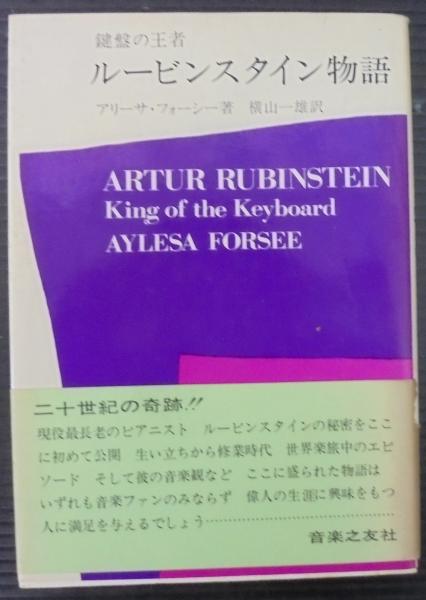 鍵盤の王者
ルービンスタイン物語
アリーサ・フォーシー著 横山一雄訳
ARTUR RUBINSTEIN
King of the Keyboard
AYLESA FORSEE
二十世紀の奇跡!!
現役最長老のピアニスト ルービンスタインの秘密をここ
に初めて公開 生い立ちから修業時代 世界楽旅中のエピ
ソード そして彼の音楽観など ここに盛られた物語は
いずれも音楽ファンのみならず 偉人の生涯に興味をもつ
人に満足を与えるでしょう……………………………
音楽之友社